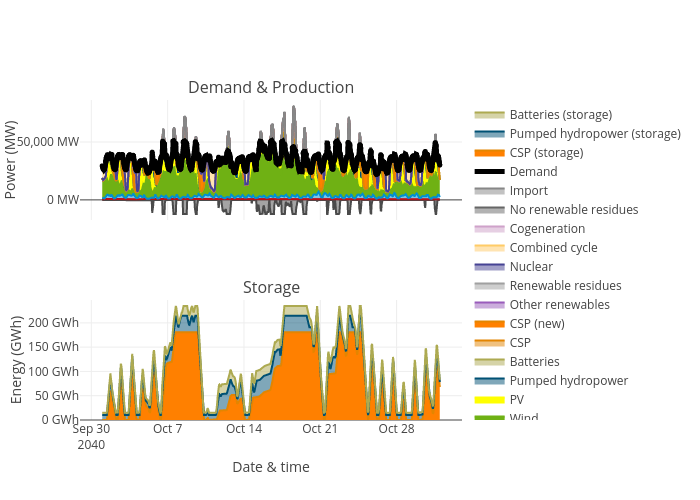 Demand & Production
Power (MW)
50,000 MW
0 MW
Storage
Energy (GWh)
200 GWh
150 GWh
100 GWh
50 GWh
0 GWh
Sep 30
2040
Oct 7
Oct 14
Oct 21
Oct 28
Date & time
Batteries (storage)
Pumped hydropower (storage)
CSP (storage)
Demand
Import
No renewable residues
Cogeneration
Combined cycle
Nuclear
Renewable residues
Other renewables
CSP (new)
CSP
Batteries
Pumped hydropower
PV
Wind